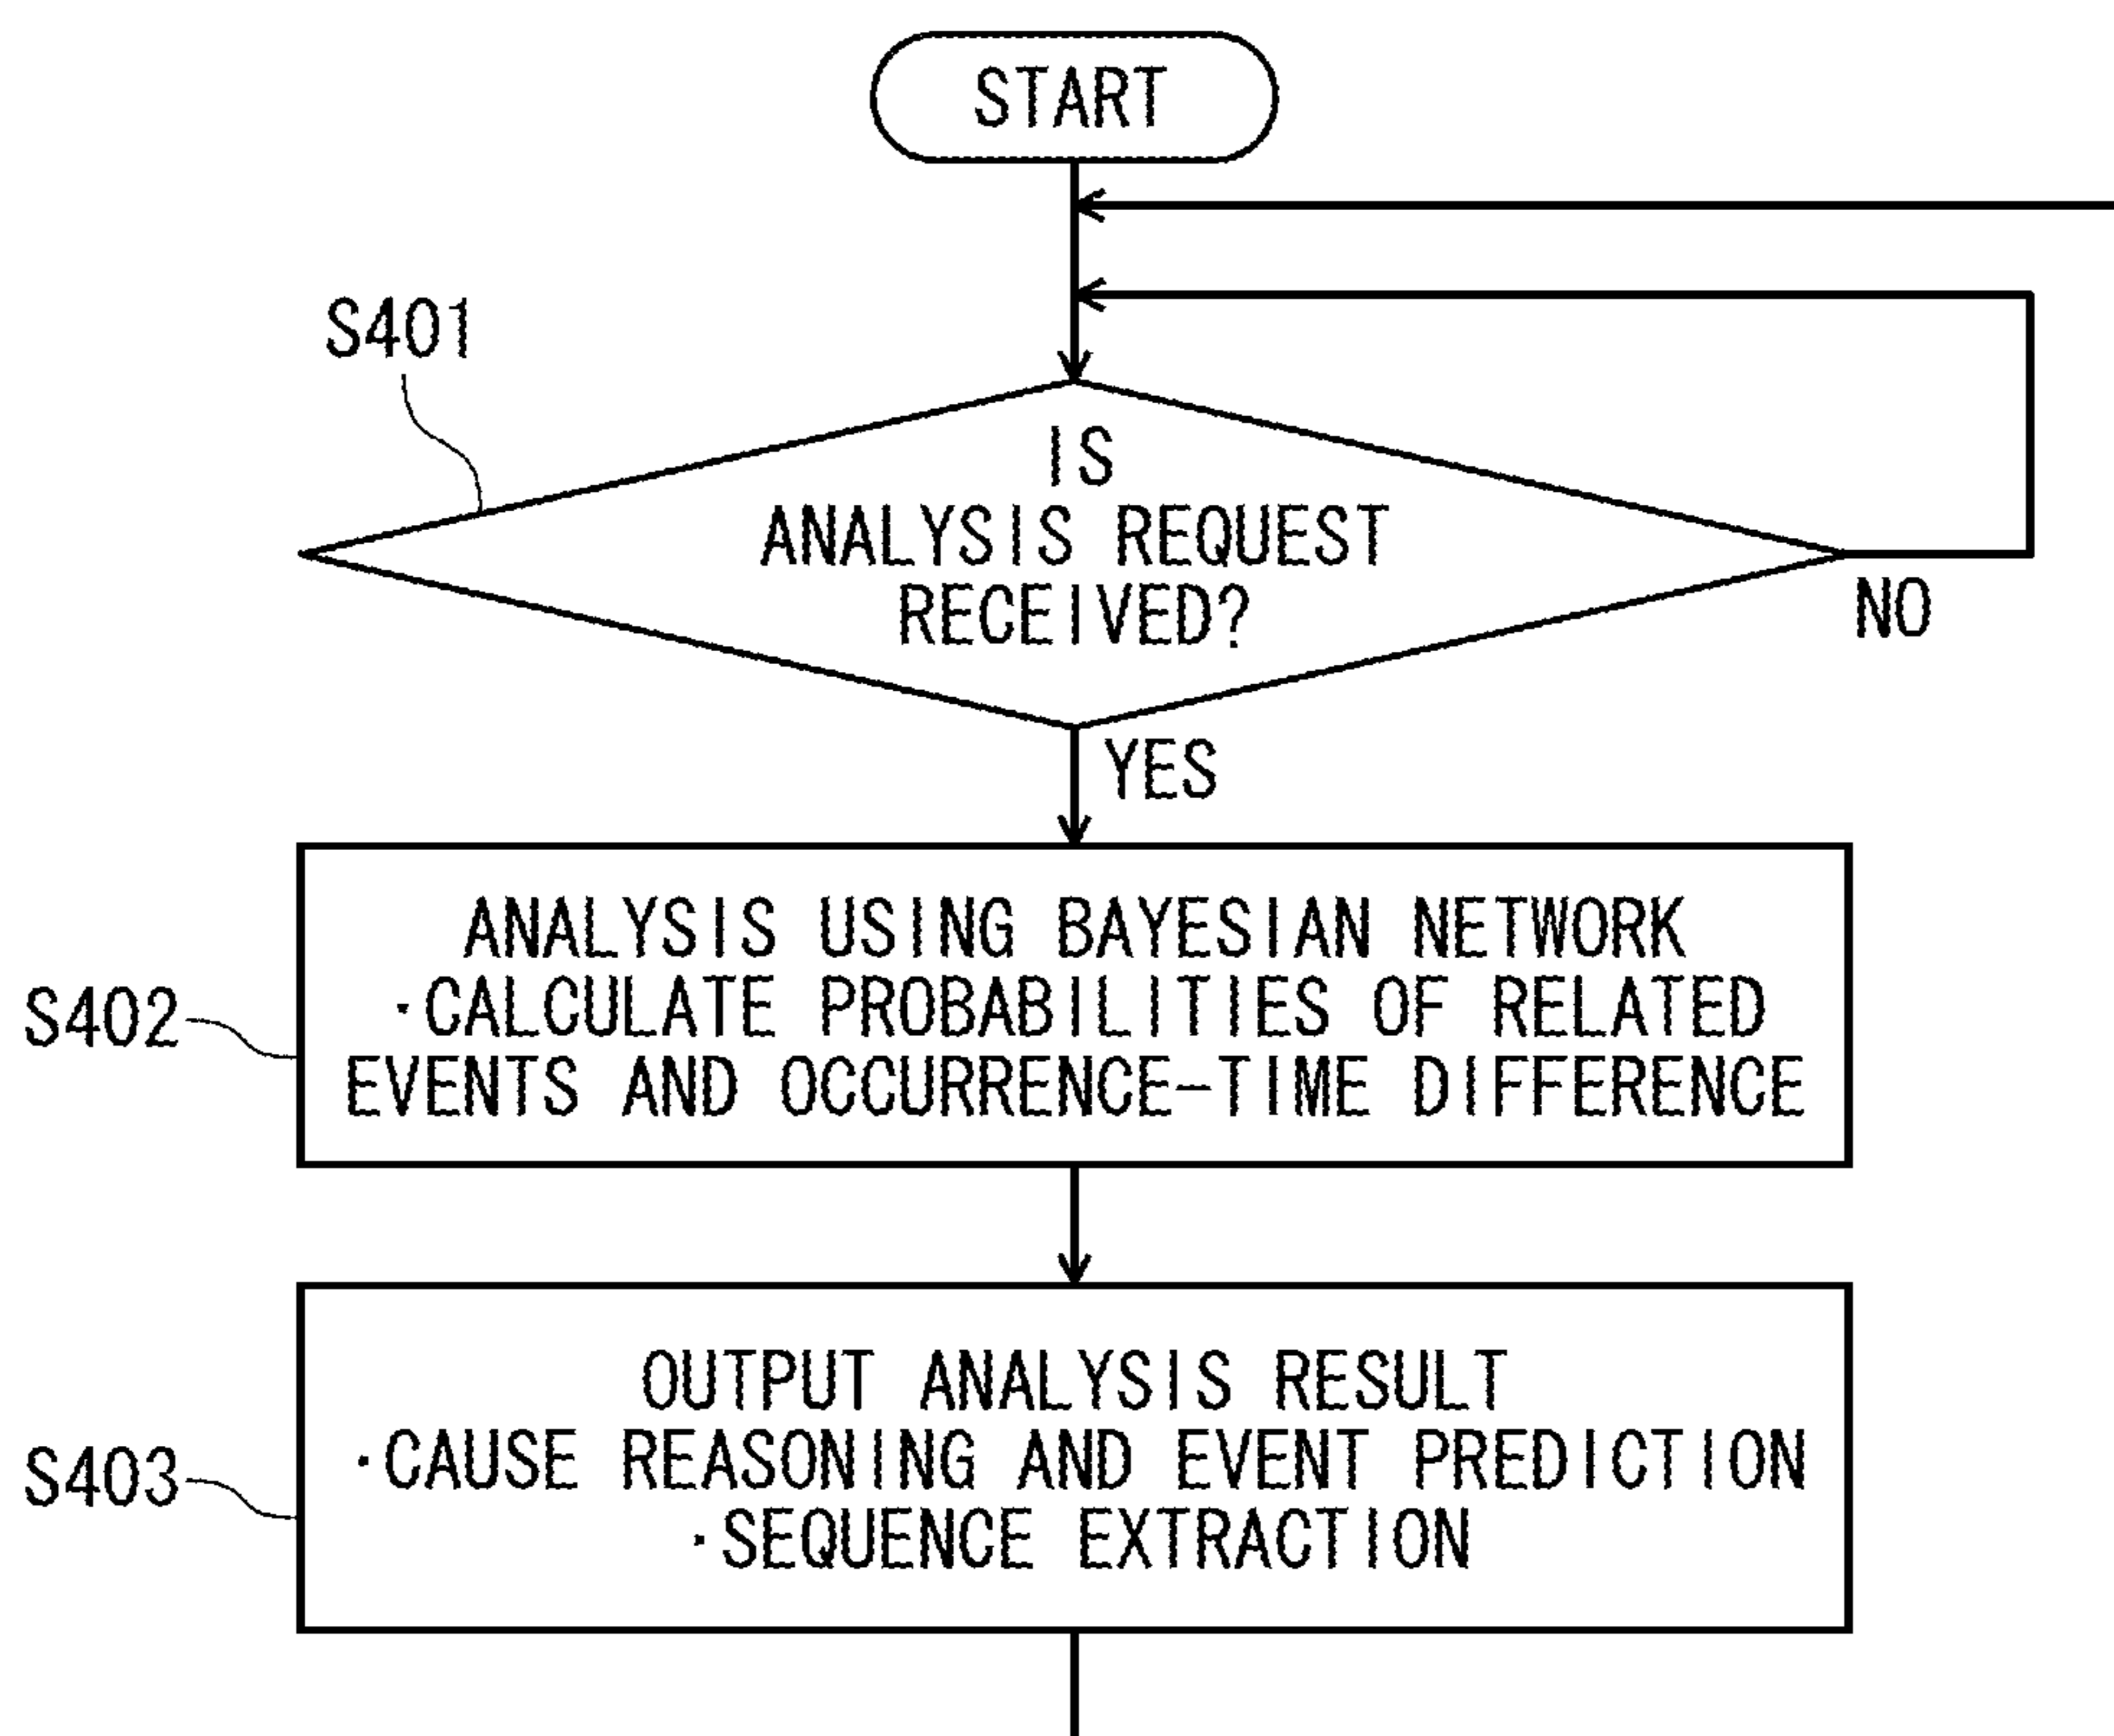 START
S401
IS
ANALYSIS REQUEST
RECEIVED?
NO
YES
S402
ANALYSIS USING BAYESIAN NETWORK
·CALCULATE PROBABILITIES OF RELATED
EVENTS AND OCCURRENCE-TIME DIFFERENCE
S403
OUTPUT ANALYSIS RESULT
·CAUSE REASONING AND EVENT PREDICTION
·SEQUENCE EXTRACTION